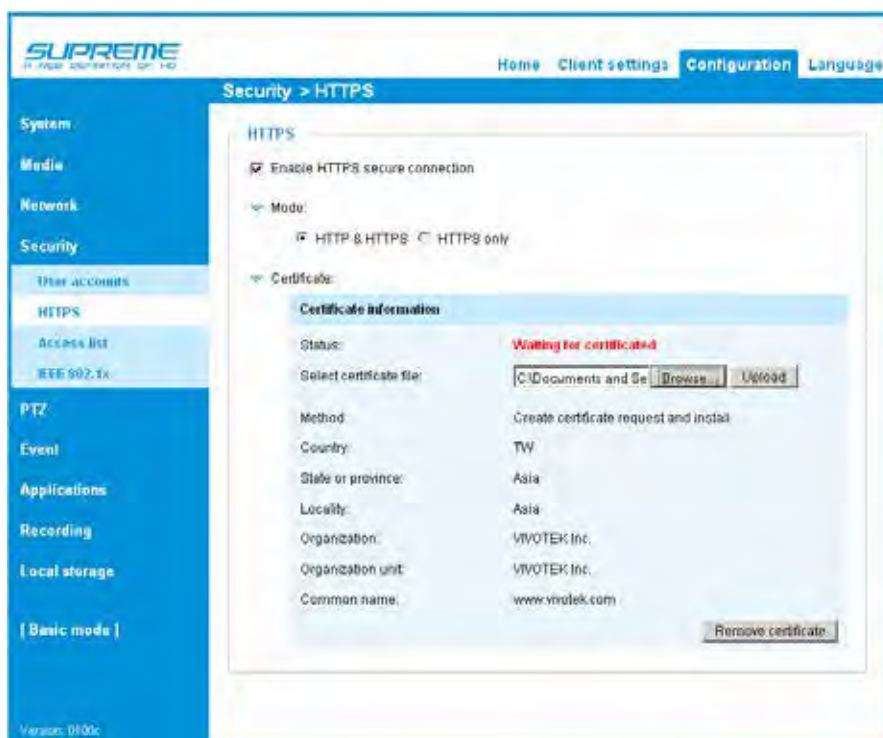 SUPREME
A NEW DEFINITION OF HD
Home Client settings Configuration Language
Security > HTTPS
System
Media
Network
Security
User accounts
HTTPS
Access list
IEEE 802.1x
PTZ
Event
Applications
Recording
Local storage
[ Basic mode ]
Version: 0100c
HTTPS
Enable HTTPS secure connection
Mode:
HTTP & HTTPS HTTPS only
Certificate:
Certificate information
Status: Waiting for certificated
Select certificate file: C:\Documents and Se Browse... Upload
Method: Create certificate request and install
Country: TW
State or province: Asia
Locality: Asia
Organization: VIVOTEK Inc.
Organization unit: VIVOTEK Inc.
Common name: www.vivotek.com
Remove certificate